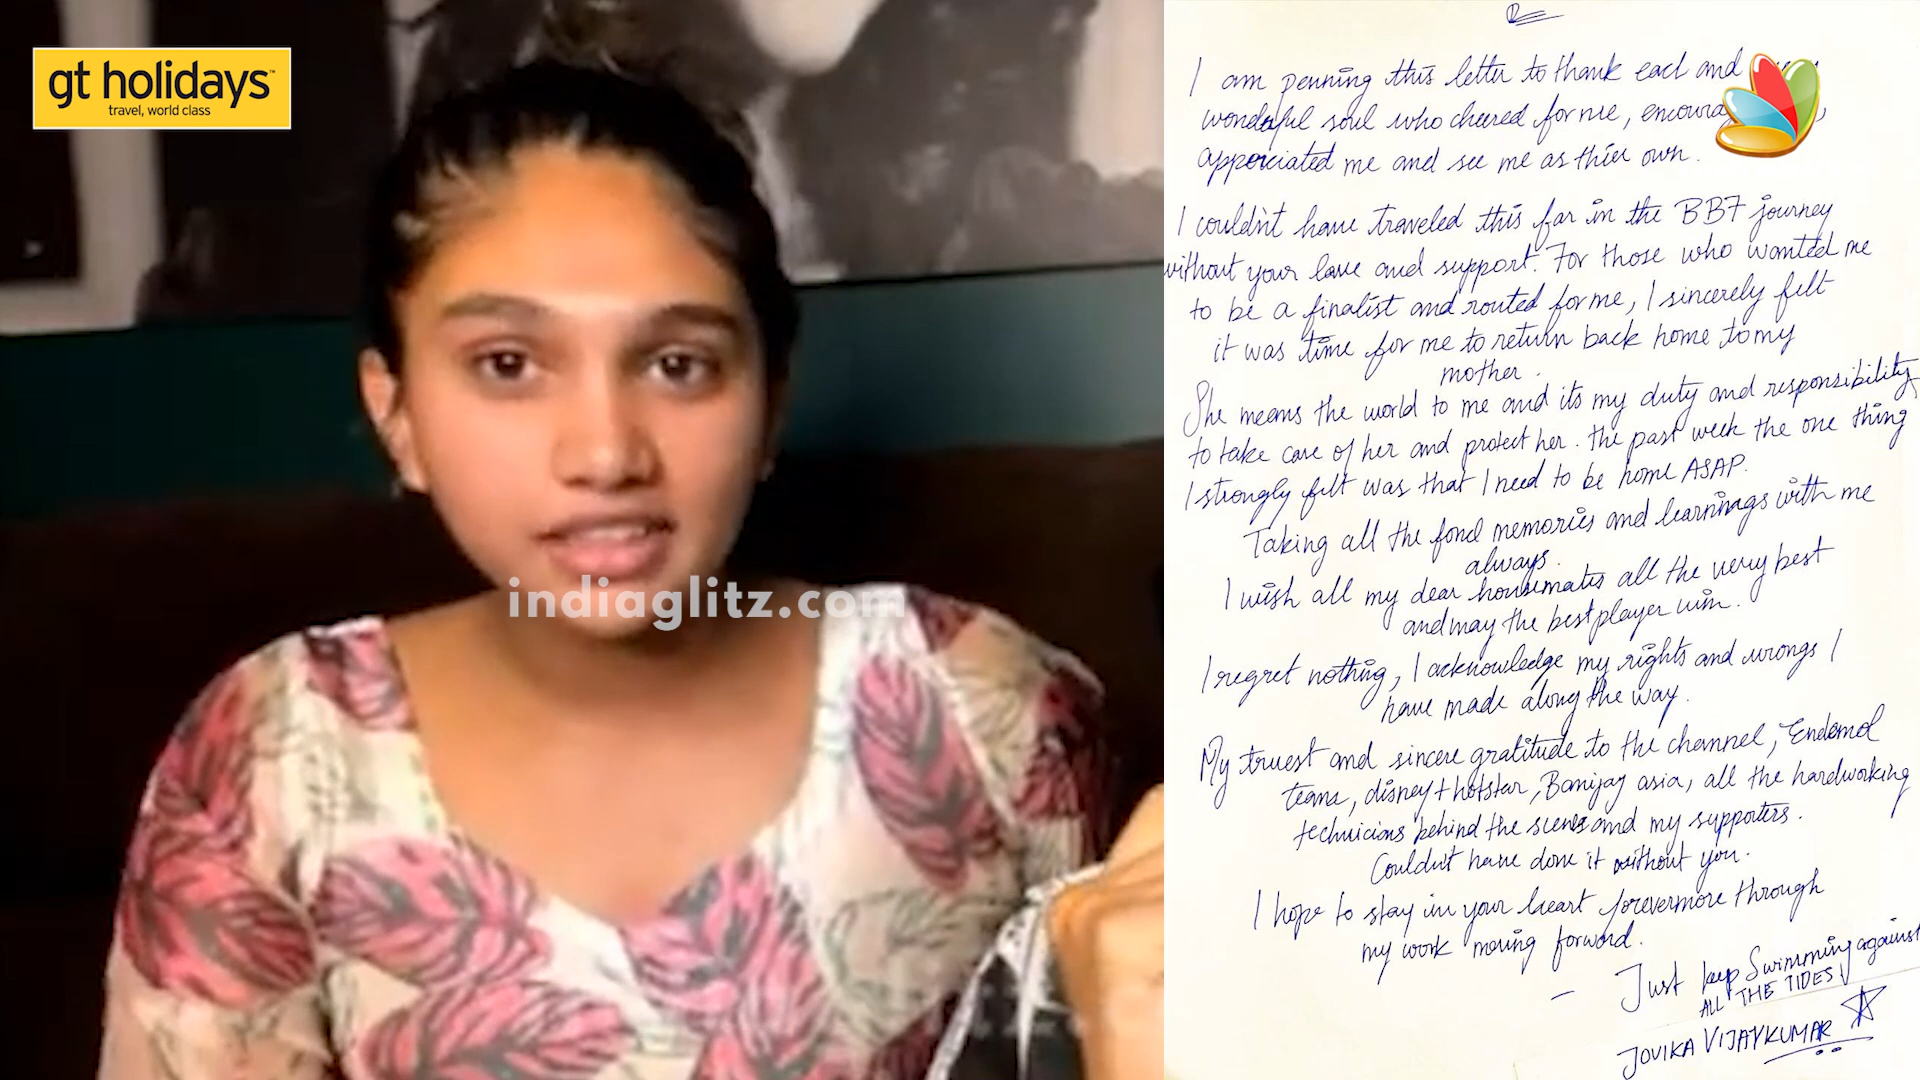 gt holidays™
travel, world class
indiaglitz.com
I am penning this letter to thank each and
wondeful soul who cheered for me,
apporciated me and see me as thier own.
I couldn't have traveled this far in the BB7 journey
without your love and support. For those who wanted me
to be a finalist and routed for me, I sincerely felt
it was time for me to return back home to my
mother.
She means the world to me and its my duty and responsibility
to take care of her and protect her. the past week the one thing
I strongly felt was that I need to be home ASAP.
Taking all the fond memories and learninags with me
always.
I wish all my dear housemates all the very best
and may the best player win.
I regret nothing, I acknowledge my rights and wrongs I
have made along the way.
My truest and sincere gratitude to the channel, Endemol
team, disney+hotstar, Banijay asia, all the hardworking
technicians behind the scenes and my supporters.
Couldn't have done it without you.
I hope to stay in your heart forevermore through
my work moving forward.
– Just keep Swimming against
ALL THE TIDES
JOVIKA VIJAYKUMAR